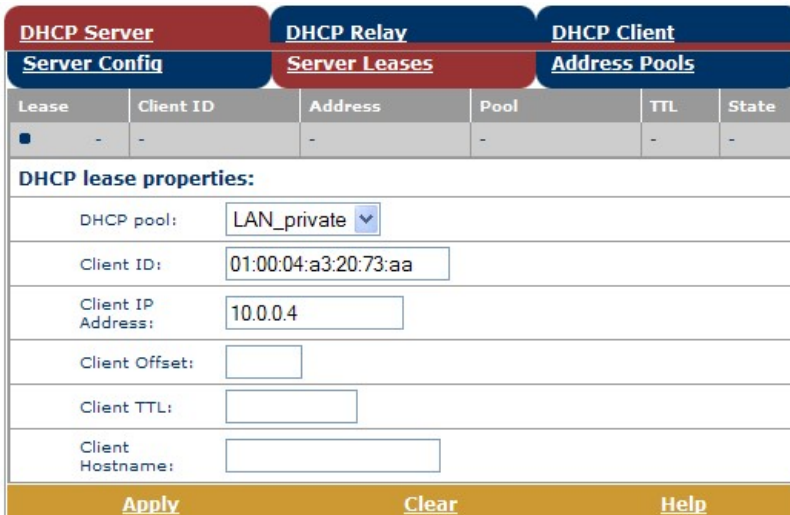 DHCP Server DHCP Relay DHCP Client
Server Config Server Leases Address Pools
Lease Client ID Address Pool TTL State
- - - - - -
DHCP lease properties:
DHCP pool: LAN_private
Client ID: 01:00:04:a3:20:73:aa
Client IP
Address: 10.0.0.4
Client Offset:
Client TTL:
Client
Hostname:
Apply Clear Help